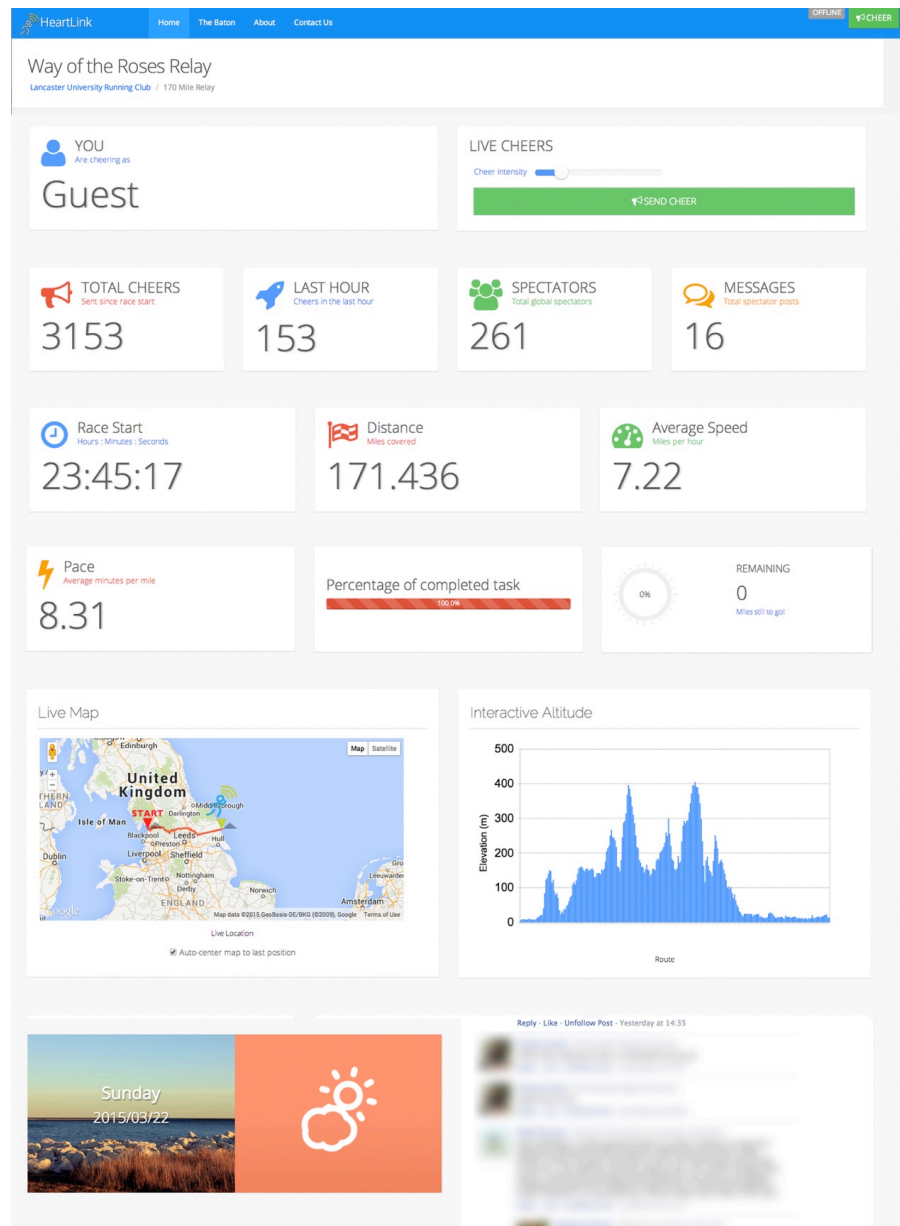 HeartLink
Home
The Baton
About
Contact Us
OFFLINE
CHEER
Way of the Roses Relay
Lancaster University Running Club / 170 Mile Relay
YOU
Are cheering as
Guest
LIVE CHEERS
Cheer intensity
SEND CHEER
TOTAL CHEERS
Sent since race start
3153
LAST HOUR
Cheers in the last hour
153
SPECTATORS
Total global spectators
261
MESSAGES
Total spectator posts
16
Race Start
Hours : Minutes : Seconds
23:45:17
Distance
Miles covered
171.436
Average Speed
Miles per hour
7.22
Pace
Average minutes per mile
8.31
Percentage of completed task
100.0%
0%
REMAINING
0
Miles still to go!
Live Map
Edinburgh
Map
Satellite
United
Kingdom
THERN
LAND
START
Darlington
Middlesbrough
Isle of Man
Blackpool
Leeds
Preston
Hull
Dublin
Liverpool
Sheffield
Gro
Leeuwarden
Stoke-on-Trent
Nottingham
Derby
Norwich
ENGLAND
Amsterdam
Google
Map data ©2015 GeoBasis-DE/BKG (©2009), Google
Terms of Use
Live Location
Auto-center map to last position
Interactive Altitude
500
400
300
200
100
0
Elevation (m)
Route
Sunday
2015/03/22
Reply · Like · Unfollow Post · Yesterday at 14:35